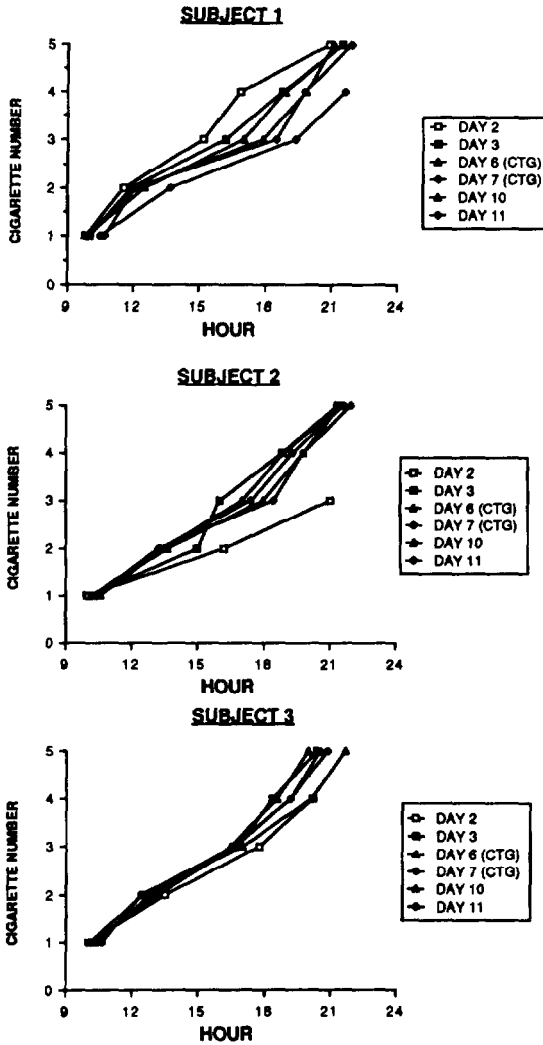 SUBJECT 1
CIGARETTE NUMBER
5
4
3
2
1
0
9 12 15 18 21 24
HOUR
DAY 2
DAY 3
DAY 6 (CTG)
DAY 7 (CTG)
DAY 10
DAY 11
SUBJECT 2
CIGARETTE NUMBER
5
4
3
2
1
0
9 12 15 18 21 24
HOUR
DAY 2
DAY 3
DAY 6 (CTG)
DAY 7 (CTG)
DAY 10
DAY 11
SUBJECT 3
CIGARETTE NUMBER
5
4
3
2
1
0
9 12 15 18 21 24
HOUR
DAY 2
DAY 3
DAY 6 (CTG)
DAY 7 (CTG)
DAY 10
DAY 11